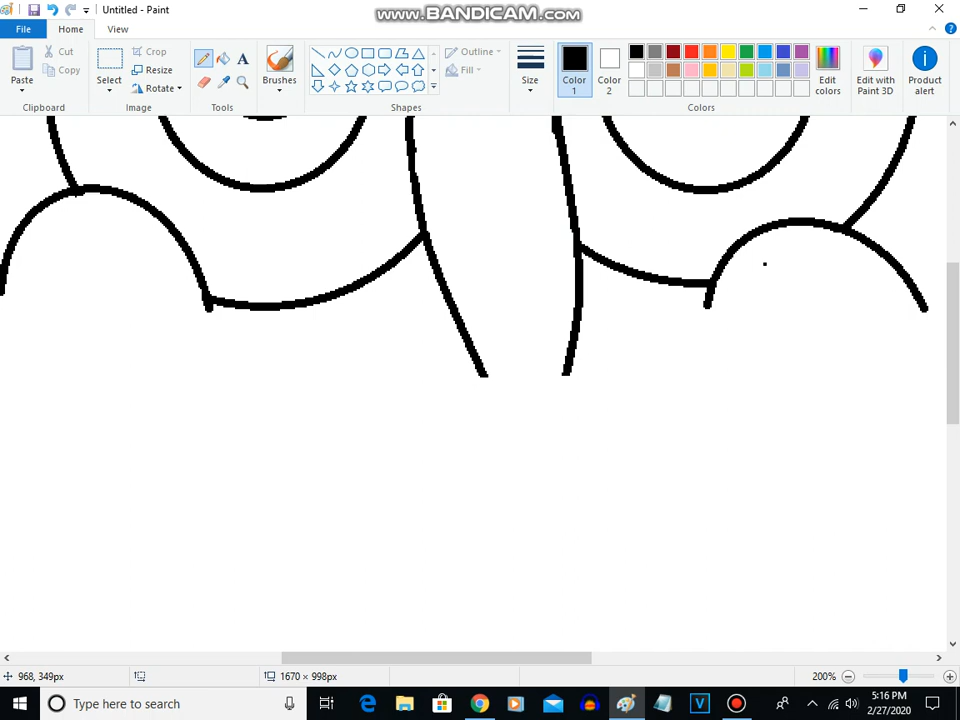 Untitled - Paint
www.BANDICAM.com
File
Home
View
Paste
Cut
Copy
Clipboard
Select
Crop
Resize
Rotate
Image
A
Tools
Brushes
Outline
Fill
Shapes
Size
Color
1
Color
2
Colors
Edit
colors
Edit with
Paint 3D
Product
alert
968, 349px
1670 × 998px
200%
Type here to search
5:16 PM
2/27/2020